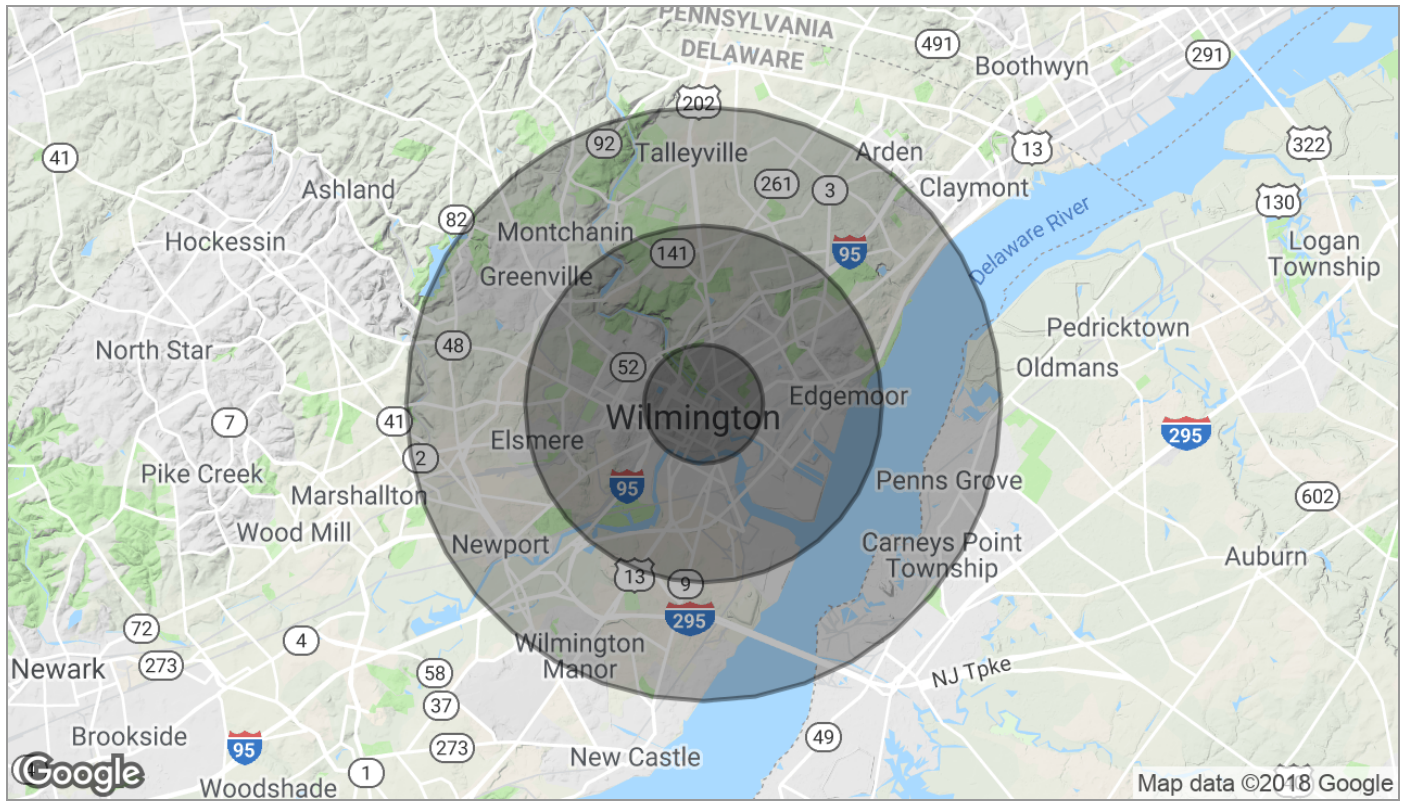 PENNSYLVANIA
DELAWARE
491
Boothwyn
291
202
92
Talleyville
Arden
13
322
41
261
3
Claymont
Ashland
130
82
Montchanin
Delaware River
Hockessin
141
95
Logan
Township
Greenville
Pedricktown
48
North Star
52
Oldmans
Edgemoor
Wilmington
7
41
295
Elsmere
2
Pike Creek
95
Penns Grove
Marshallton
602
Wood Mill
Newport
Carneys Point
Township
Auburn
13
9
295
72
4
Wilmington
Manor
Newark
273
58
NJ Tpke
37
Brookside
95
273
49
New Castle
1
Google
Woodshade
Map data ©2018 Google